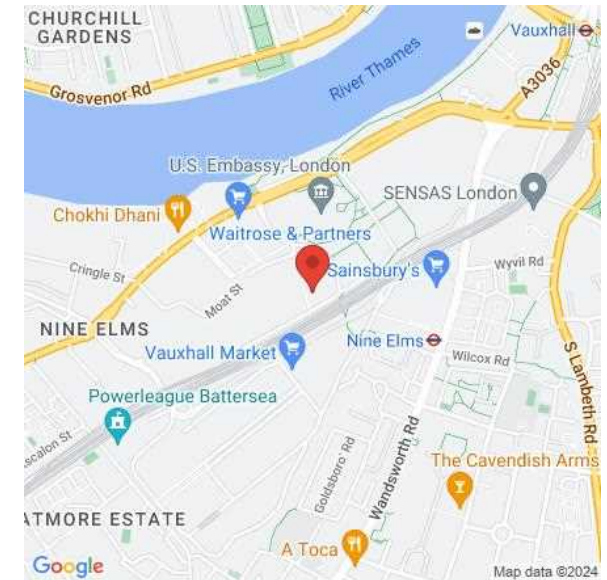 CHURCHILL
GARDENS
Vauxhall
Grosvenor Rd
River Thames
A3036
U.S. Embassy, London
SENSAS London
Chokhi Dhani
Waitrose & Partners
Cringle St
Moat St
Sainsbury's
Wyvil Rd
NINE ELMS
Vauxhall Market
Nine Elms
Wilcox Rd
S Lambeth Rd
Powerleague Battersea
Wandsworth Rd
Goldsboro' Rd
ascalon St
The Cavendish Arms
ATMORE ESTATE
A Toca
Google
Map data ©2024